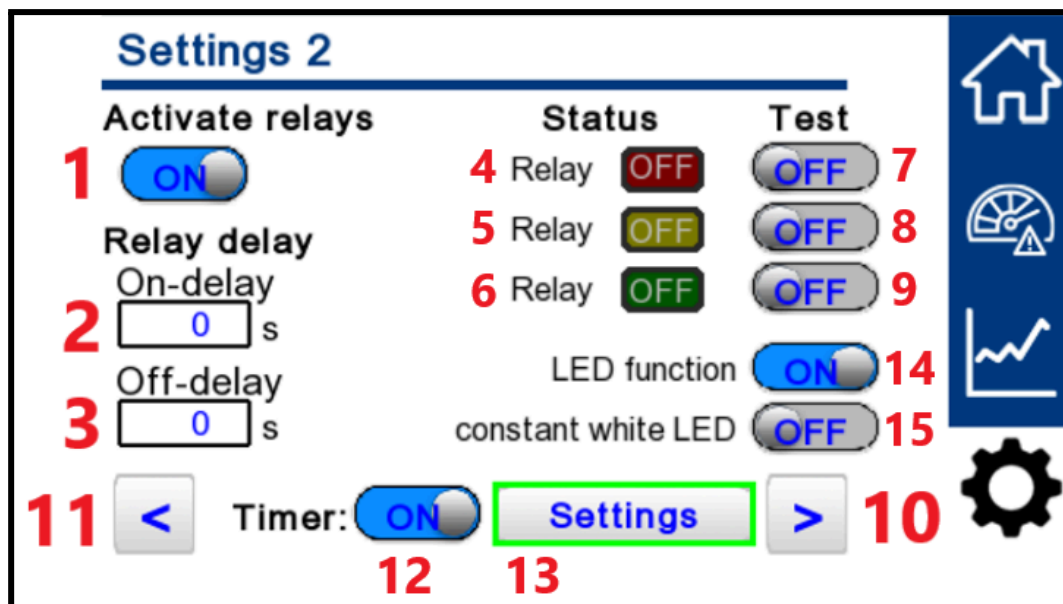 Settings 2
Activate relays Status Test
1 ON 4 Relay OFF OFF 7
5 Relay OFF OFF 8
Relay delay
On-delay 6 Relay OFF OFF 9
2 0 s
LED function ON 14
Off-delay
3 0 s constant white LED OFF 15
11 < Timer: ON Settings > 10
12 13